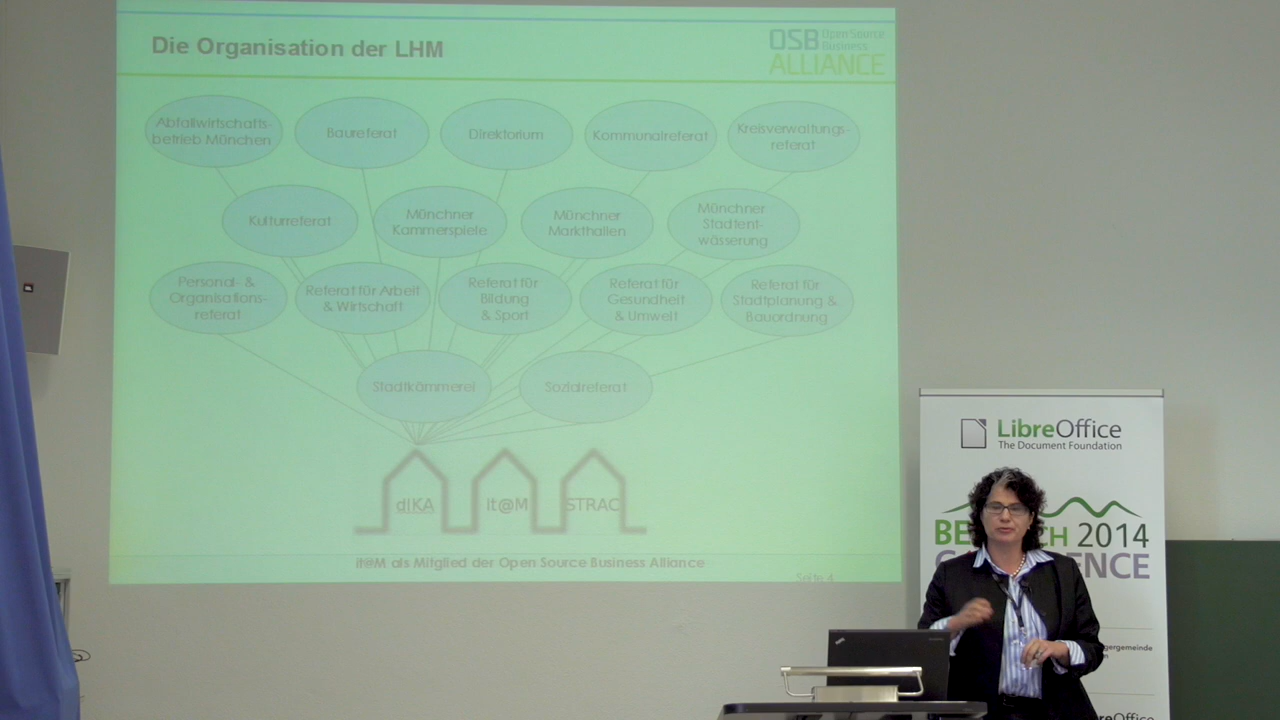 Die Organisation der LHM
OSB Open Source
Business
ALLIANCE
Abfallwirtschafts-
betrieb München
Baureferat
Direktorium
Kommunalreferat
Kreisverwaltungs-
referat
Kulturreferat
Münchner
Kammerspiele
Münchner
Markthallen
Münchner
Stadtent-
wässerung
Personal- &
Organisations-
referat
Referat für Arbeit
& Wirtschaft
Referat für
Bildung
& Sport
Referat für
Gesundheit
& Umwelt
Referat für
Stadtplanung &
Bauordnung
Stadtkämmerei
Sozialreferat
dIKA
It@M
STRAC
it@M als Mitglied der Open Source Business Alliance
Seite 4
LibreOffice
The Document Foundation
2014